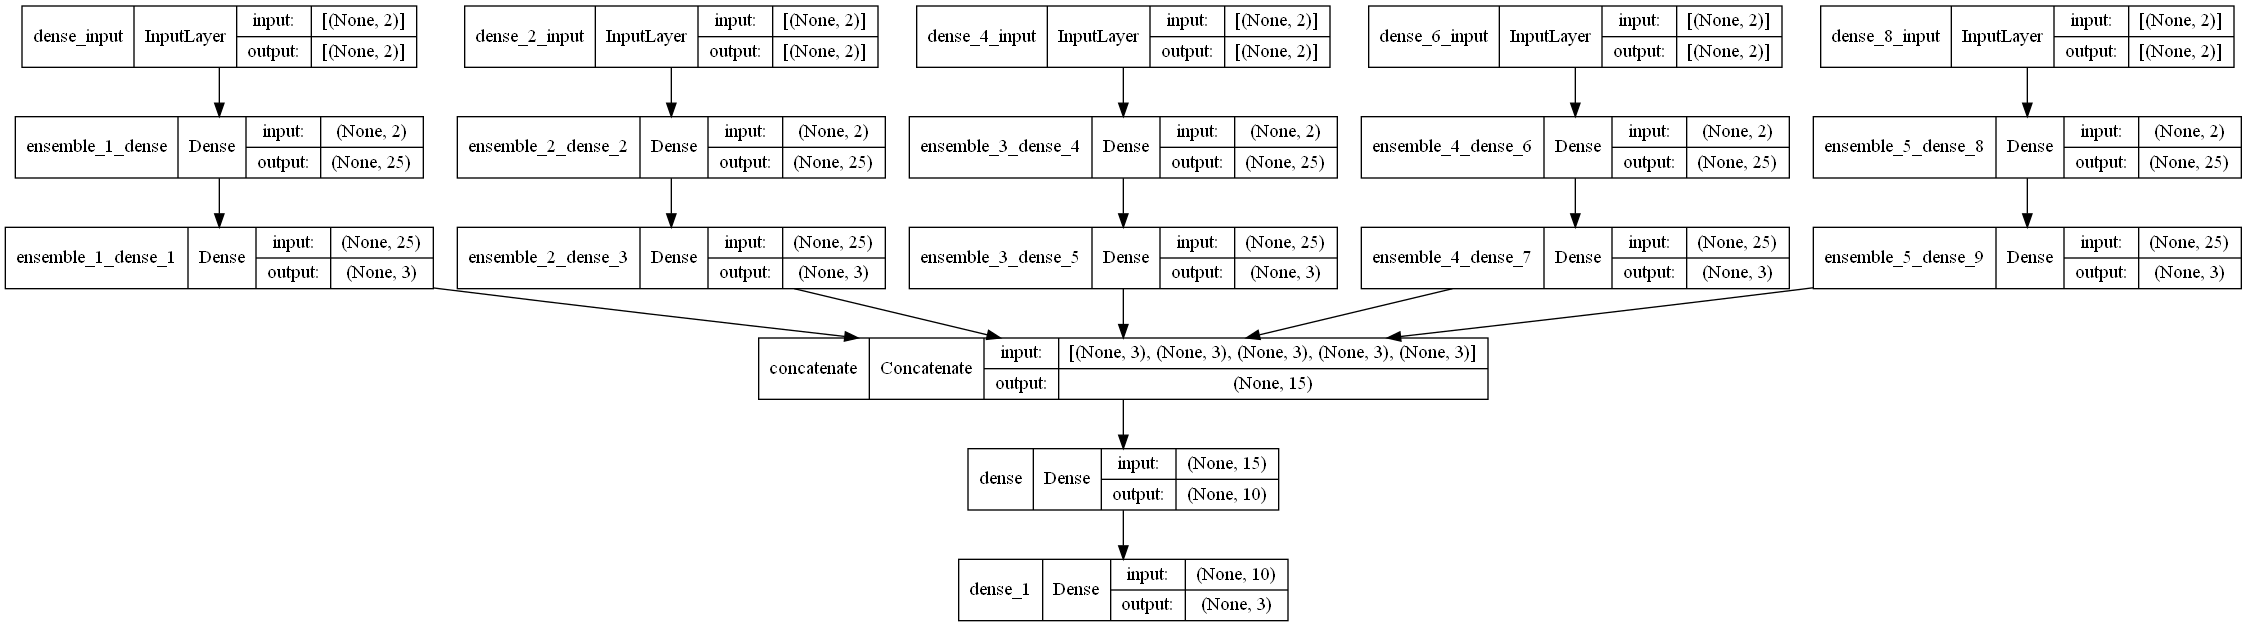 dense_input InputLayer input: [(None, 2)] output: [(None, 2)]
dense_2_input InputLayer input: [(None, 2)] output: [(None, 2)]
dense_4_input InputLayer input: [(None, 2)] output: [(None, 2)]
dense_6_input InputLayer input: [(None, 2)] output: [(None, 2)]
dense_8_input InputLayer input: [(None, 2)] output: [(None, 2)]
ensemble_1_dense Dense input: (None, 2) output: (None, 25)
ensemble_2_dense_2 Dense input: (None, 2) output: (None, 25)
ensemble_3_dense_4 Dense input: (None, 2) output: (None, 25)
ensemble_4_dense_6 Dense input: (None, 2) output: (None, 25)
ensemble_5_dense_8 Dense input: (None, 2) output: (None, 25)
ensemble_1_dense_1 Dense input: (None, 25) output: (None, 3)
ensemble_2_dense_3 Dense input: (None, 25) output: (None, 3)
ensemble_3_dense_5 Dense input: (None, 25) output: (None, 3)
ensemble_4_dense_7 Dense input: (None, 25) output: (None, 3)
ensemble_5_dense_9 Dense input: (None, 25) output: (None, 3)
concatenate Concatenate input: [(None, 3), (None, 3), (None, 3), (None, 3), (None, 3)] output: (None, 15)
dense Dense input: (None, 15) output: (None, 10)
dense_1 Dense input: (None, 10) output: (None, 3)